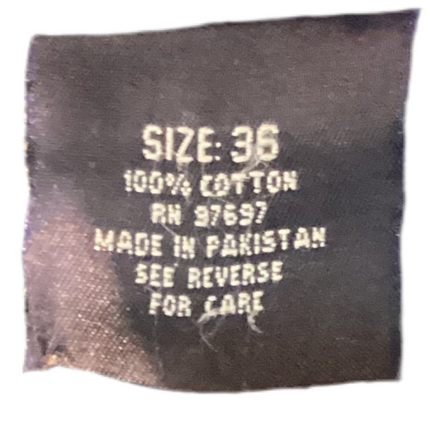 SIZE: 36
100% COTTON
RN 97697
MADE IN PAKISTAN
SEE REVERSE
FOR CARE